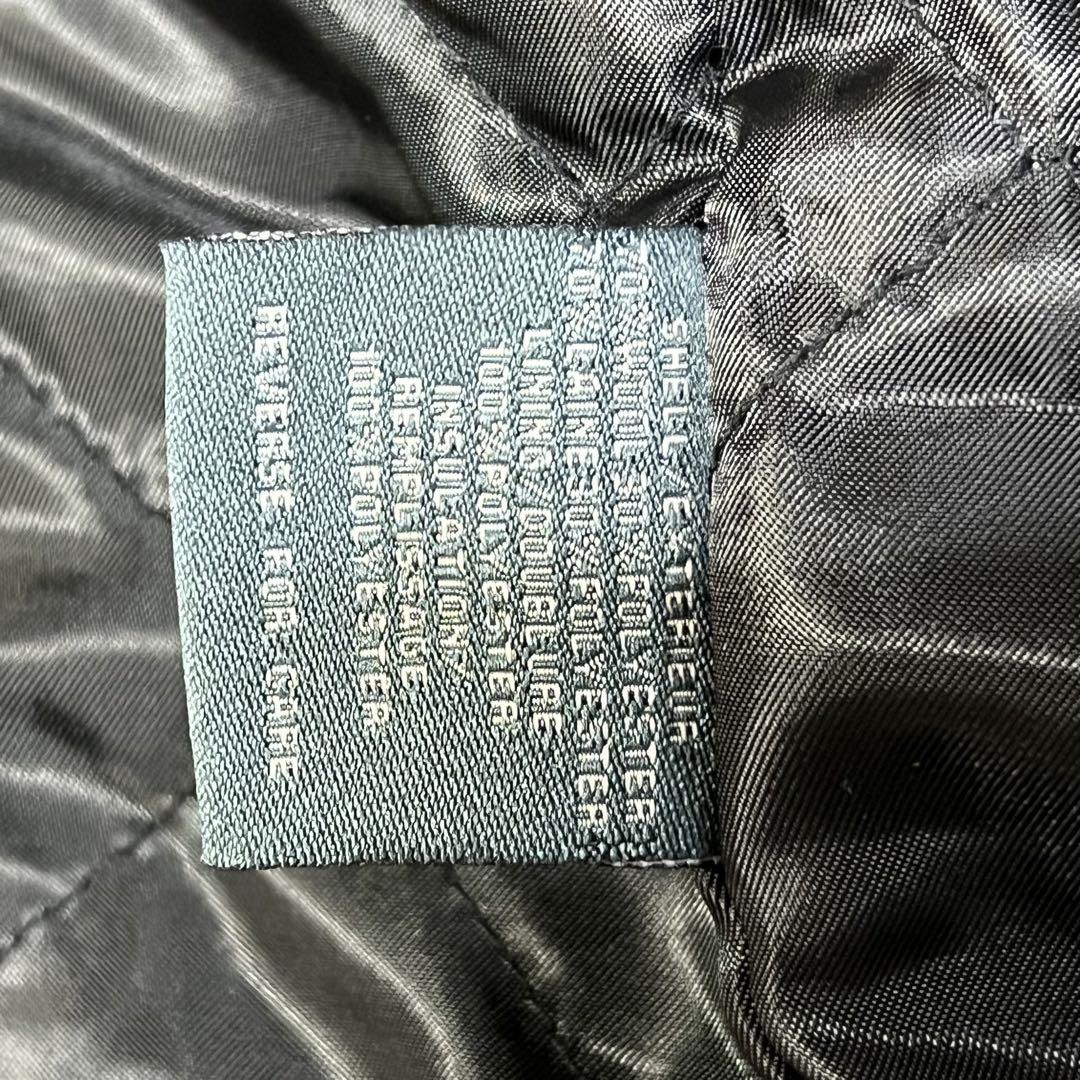 SHELL/EXTERIEUR
70%WOOL 30%POLYESTER
70%LAINE 30%POLYESTER
LINING/DOUBLURE
100%POLYESTER
INSULATION/
REMPLISSAGE
100%POLYESTER
REVERSE FOR CARE